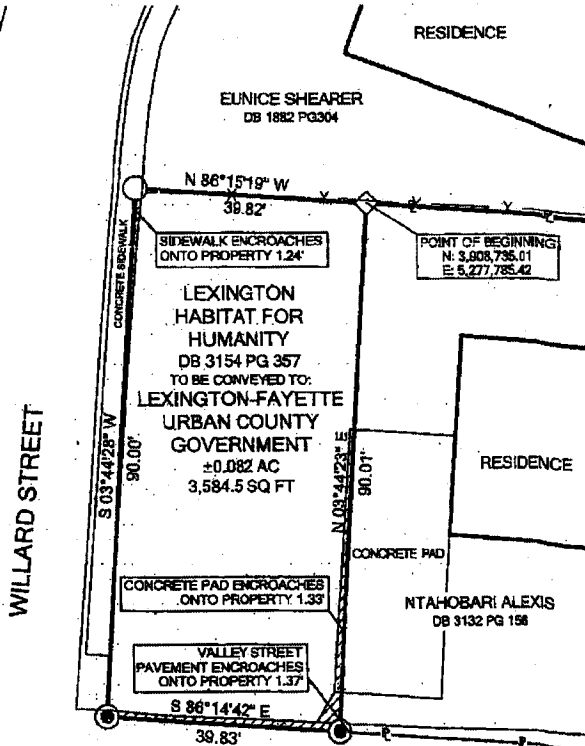 RESIDENCE
EUNICE SHEARER
DB 1882 PG304
N 86°15'19" W
39.82'
SIDEWALK ENCROACHES
ONTO PROPERTY 1.24'
POINT OF BEGINNING
N: 3,908,735.01
E: 5,277,785.42
CONCRETE SIDEWALK
LEXINGTON
HABITAT FOR
HUMANITY
DB 3154 PG 357
TO BE CONVEYED TO:
LEXINGTON-FAYETTE
URBAN COUNTY
GOVERNMENT
±0.082 AC
3,584.5 SQ FT
WILLARD STREET
S 03°44'28" W
90.00'
N 03°44'23" E
90.01'
RESIDENCE
CONCRETE PAD
CONCRETE PAD ENCROACHES
ONTO PROPERTY 1.33'
NTAHOBARI ALEXIS
DB 3132 PG 156
VALLEY STREET
PAVEMENT ENCROACHES
ONTO PROPERTY 1.37'
S 86°14'42" E
39.83'